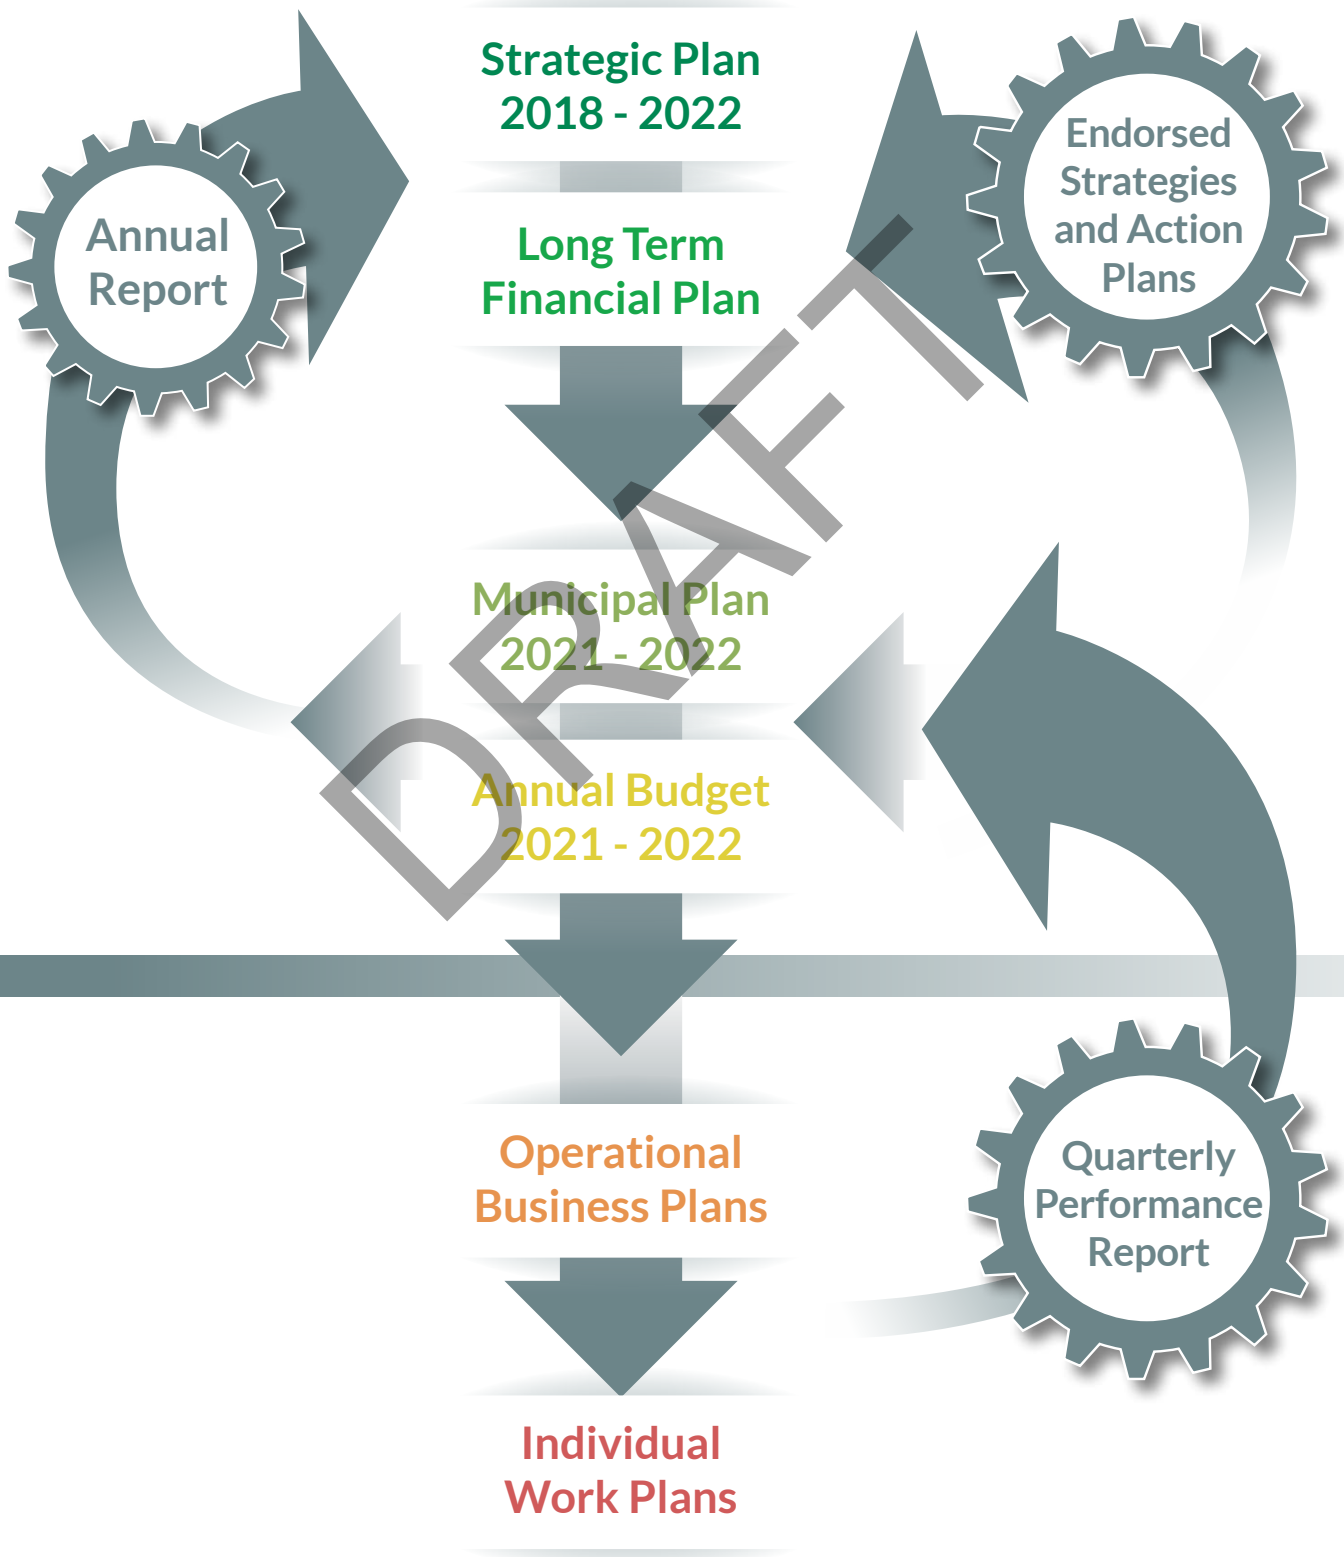 Strategic Plan
2018 - 2022
Annual
Report
Endorsed
Strategies
and Action
Plans
Long Term
Financial Plan
DRAFT
Municipal Plan
2021 - 2022
Annual Budget
2021 - 2022
Operational
Business Plans
Quarterly
Performance
Report
Individual
Work Plans